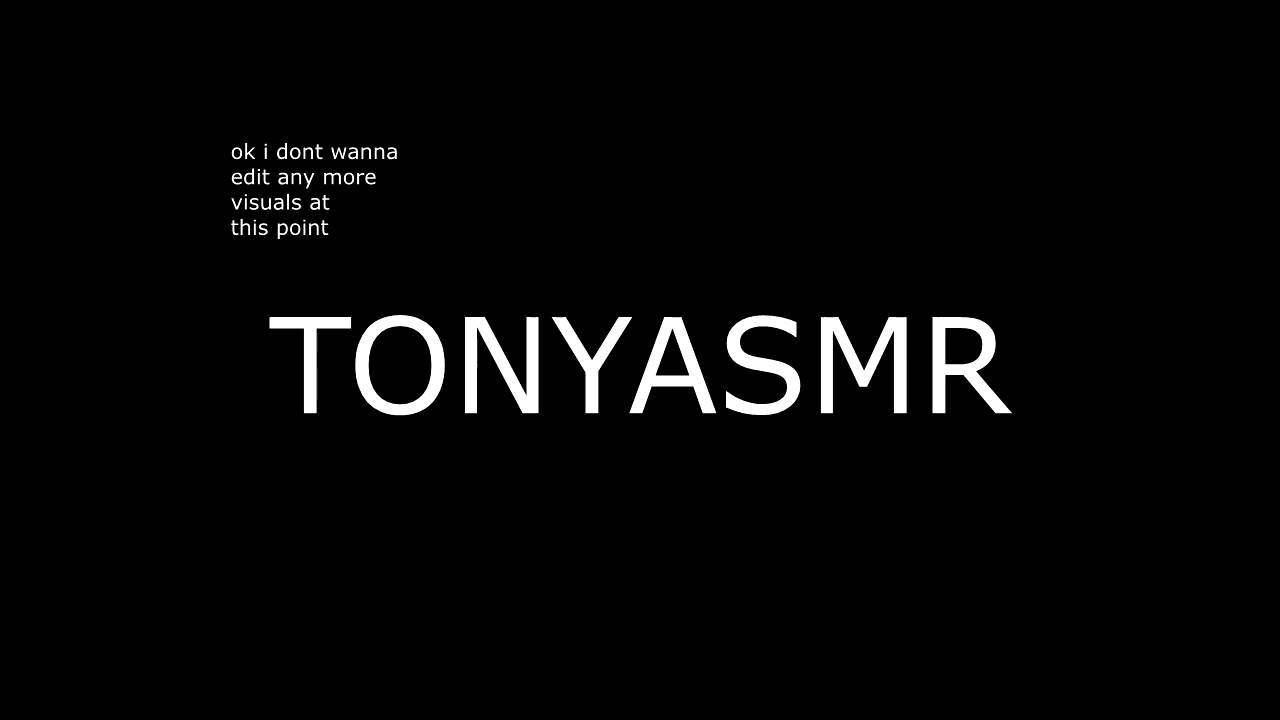 ok i dont wanna
edit any more
visuals at
this point
TONYASMR